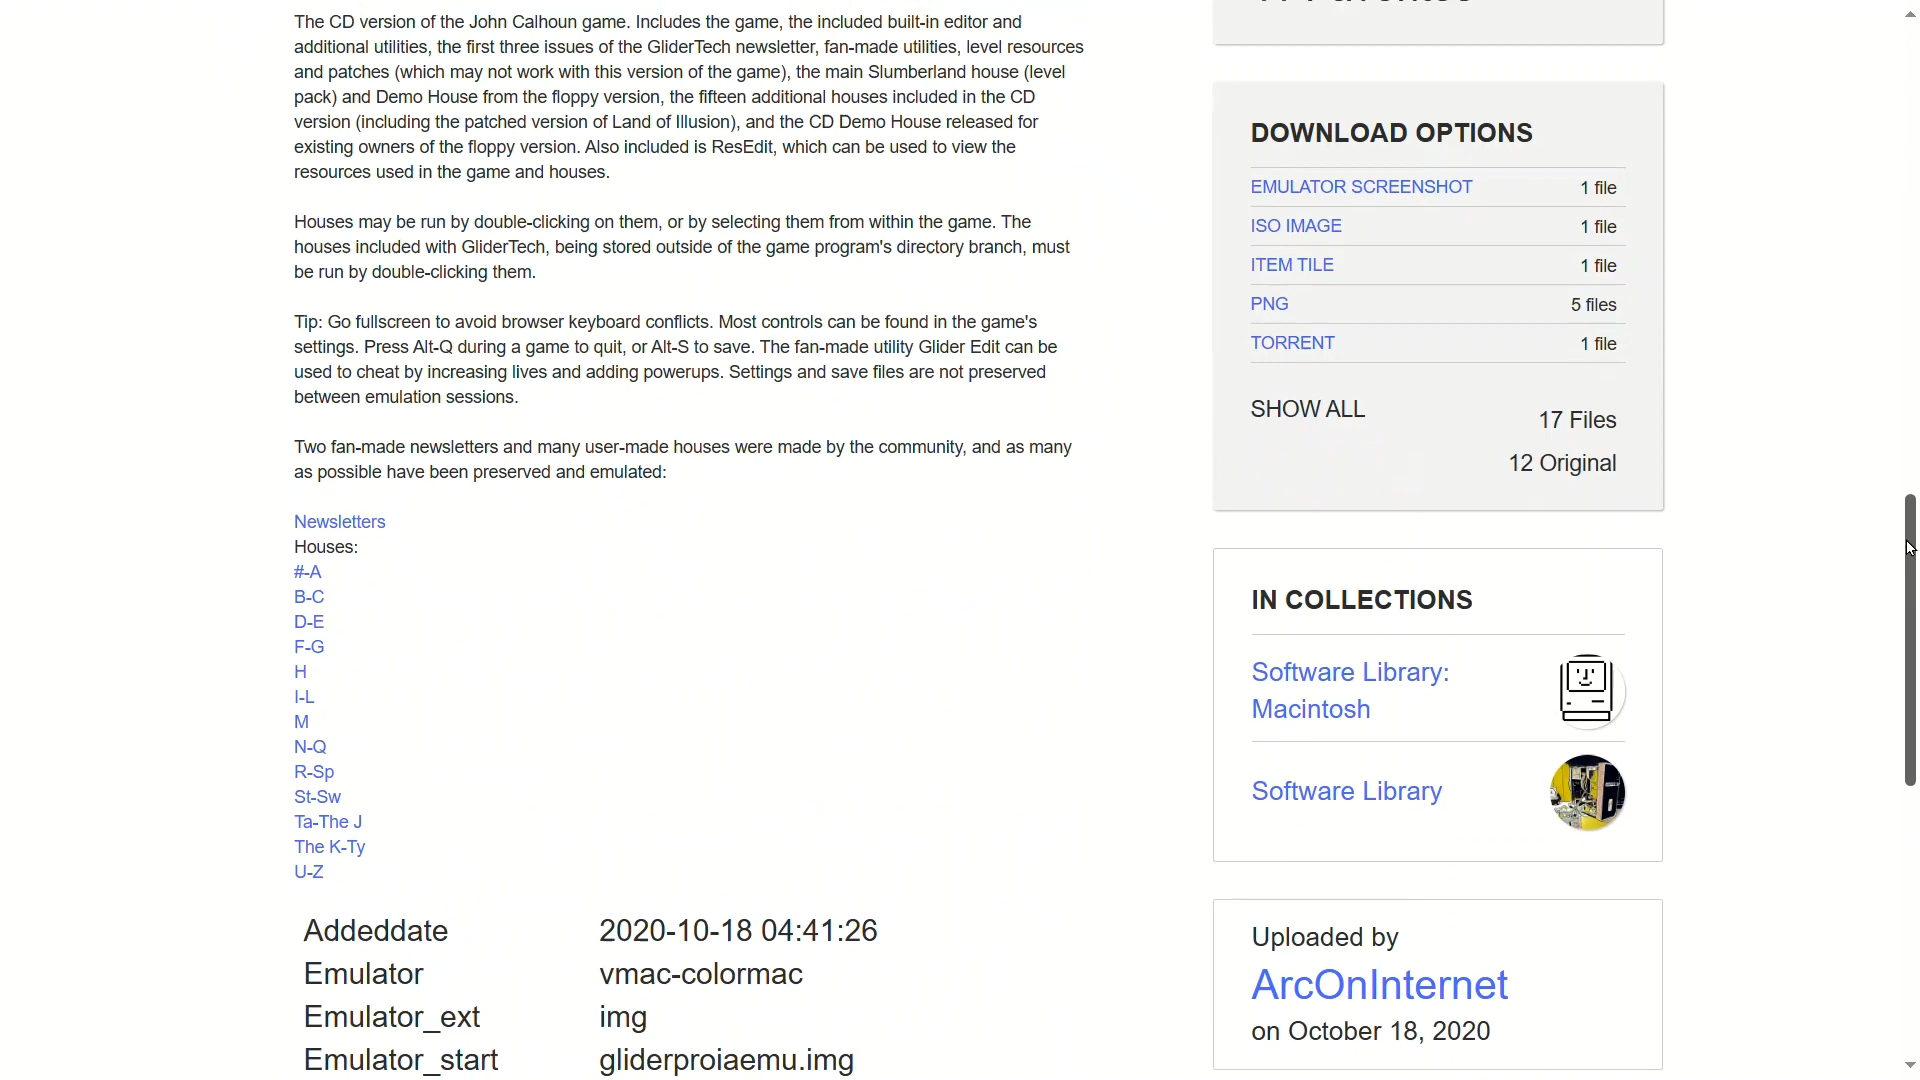 The CD version of the John Calhoun game. Includes the game, the included built-in editor and
additional utilities, the first three issues of the GliderTech newsletter, fan-made utilities, level resources
and patches (which may not work with this version of the game), the main Slumberland house (level
pack) and Demo House from the floppy version, the fifteen additional houses included in the CD
version (including the patched version of Land of Illusion), and the CD Demo House released for
existing owners of the floppy version. Also included is ResEdit, which can be used to view the
resources used in the game and houses.
Houses may be run by double-clicking on them, or by selecting them from within the game. The
houses included with GliderTech, being stored outside of the game program's directory branch, must
be run by double-clicking them.
Tip: Go fullscreen to avoid browser keyboard conflicts. Most controls can be found in the game's
settings. Press Alt-Q during a game to quit, or Alt-S to save. The fan-made utility Glider Edit can be
used to cheat by increasing lives and adding powerups. Settings and save files are not preserved
between emulation sessions.
Two fan-made newsletters and many user-made houses were made by the community, and as many
as possible have been preserved and emulated:
Newsletters
Houses:
#-A
B-C
D-E
F-G
H
I-L
M
N-Q
R-Sp
St-Sw
Ta-The J
The K-Ty
U-Z
Addeddate 2020-10-18 04:41:26
Emulator vmac-colormac
Emulator_ext img
Emulator_start gliderproiaemu.img
DOWNLOAD OPTIONS
EMULATOR SCREENSHOT 1 file
ISO IMAGE 1 file
ITEM TILE 1 file
PNG 5 files
TORRENT 1 file
SHOW ALL 17 Files
12 Original
IN COLLECTIONS
Software Library:
Macintosh
Software Library
Uploaded by
ArcOnInternet
on October 18, 2020